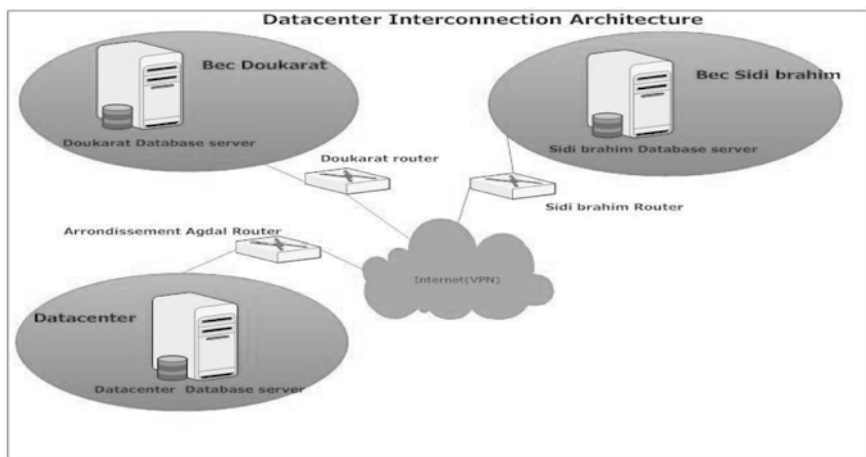 Datacenter Interconnection Architecture
Bec Doukarat
Doukarat Database server
Bec Sidi brahim
Sidi brahim Database server
Doukarat router
Sidi brahim Router
Arrondissement Agdal Router
Internet(VPN)
Datacenter
Datacenter Database server